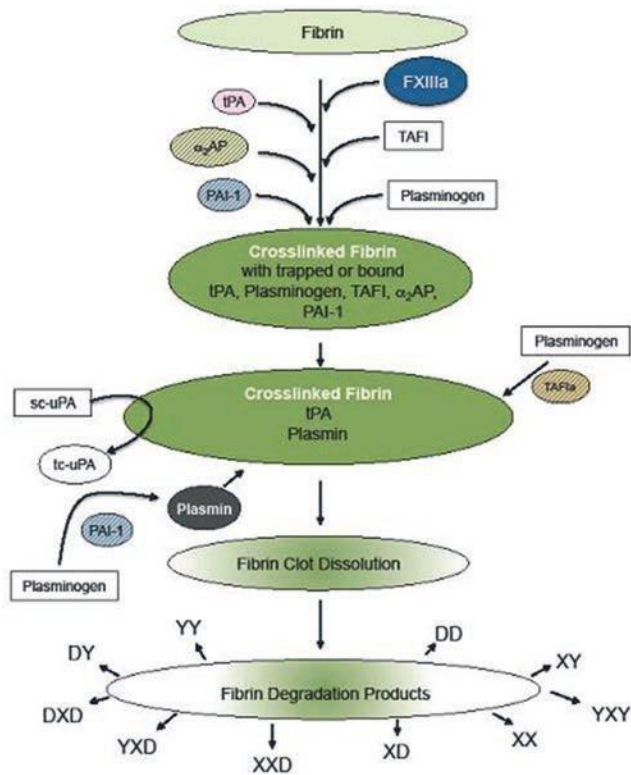 Fibrin
FXIIIa
tPA
TAFI
α₂AP
PAI-1
Plasminogen
Crosslinked Fibrin
with trapped or bound
tPA, Plasminogen, TAFI, α₂AP,
PAI-1
Plasminogen
TAFIa
sc-uPA
Crosslinked Fibrin
tPA
Plasmin
tc-uPA
Plasmin
PAI-1
Plasminogen
Fibrin Clot Dissolution
YY
DD
DY
XY
Fibrin Degradation Products
DXD
YXY
YXD
XXD
XD
XX